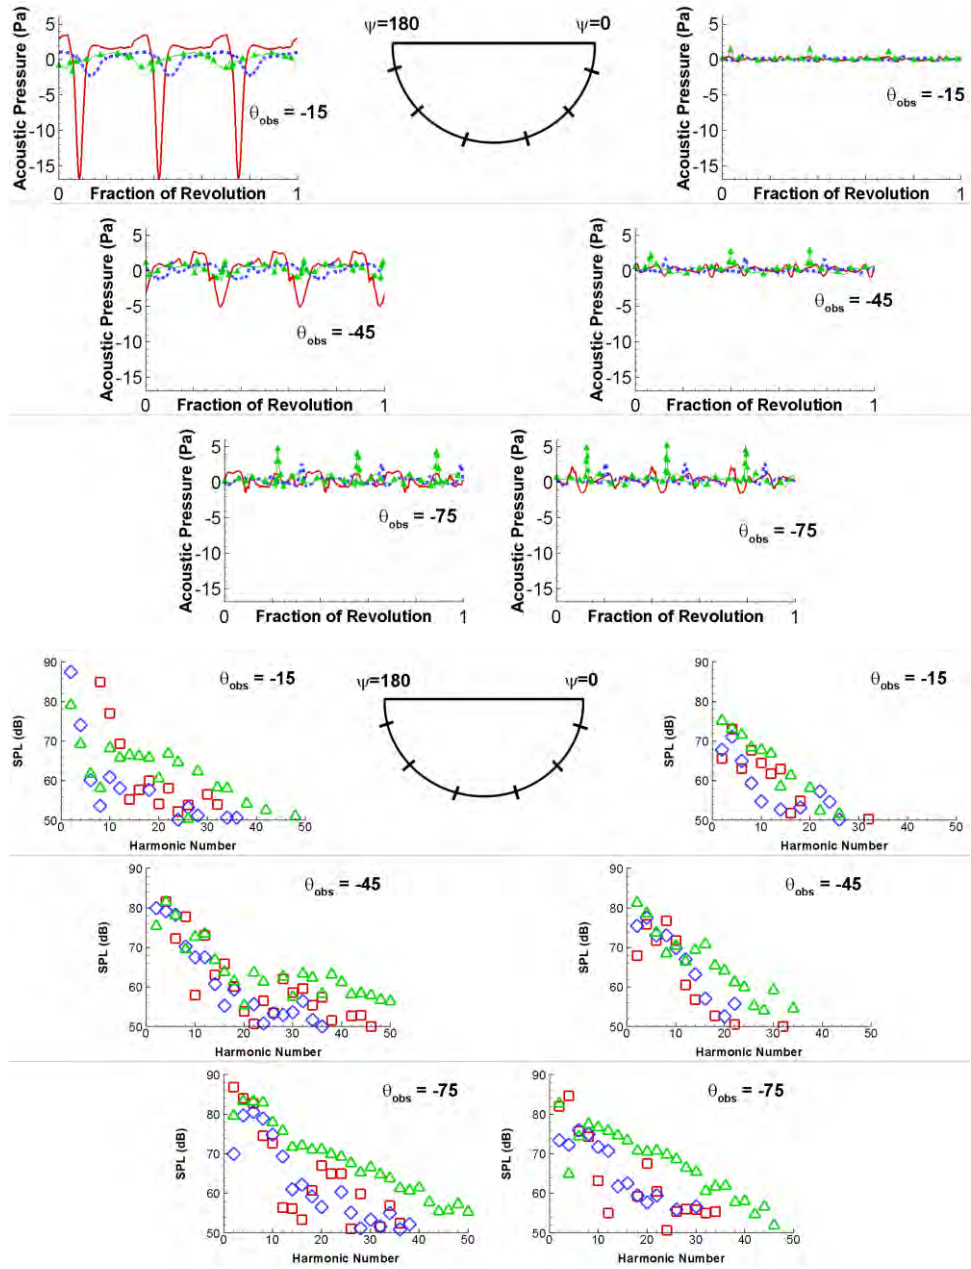 ψ=180 ψ=0
Acoustic Pressure (Pa)
5
0
-5
-10
-15
θobs = -15
0 Fraction of Revolution 1
Acoustic Pressure (Pa)
5
0
-5
-10
-15
θobs = -15
0 Fraction of Revolution 1
Acoustic Pressure (Pa)
5
0
-5
-10
-15
θobs = -45
0 Fraction of Revolution 1
Acoustic Pressure (Pa)
5
0
-5
-10
-15
θobs = -45
0 Fraction of Revolution 1
Acoustic Pressure (Pa)
5
0
-5
-10
-15
θobs = -75
0 Fraction of Revolution 1
Acoustic Pressure (Pa)
5
0
-5
-10
-15
θobs = -75
0 Fraction of Revolution 1
ψ=180 ψ=0
SPL (dB)
90
80
70
60
50
θobs = -15
0 10 20 30 40 50
Harmonic Number
SPL (dB)
90
80
70
60
50
θobs = -15
0 10 20 30 40 50
Harmonic Number
SPL (dB)
90
80
70
60
50
θobs = -45
0 10 20 30 40 50
Harmonic Number
SPL (dB)
90
80
70
60
50
θobs = -45
0 10 20 30 40 50
Harmonic Number
SPL (dB)
90
80
70
60
50
θobs = -75
0 10 20 30 40 50
Harmonic Number
SPL (dB)
90
80
70
60
50
θobs = -75
0 10 20 30 40 50
Harmonic Number